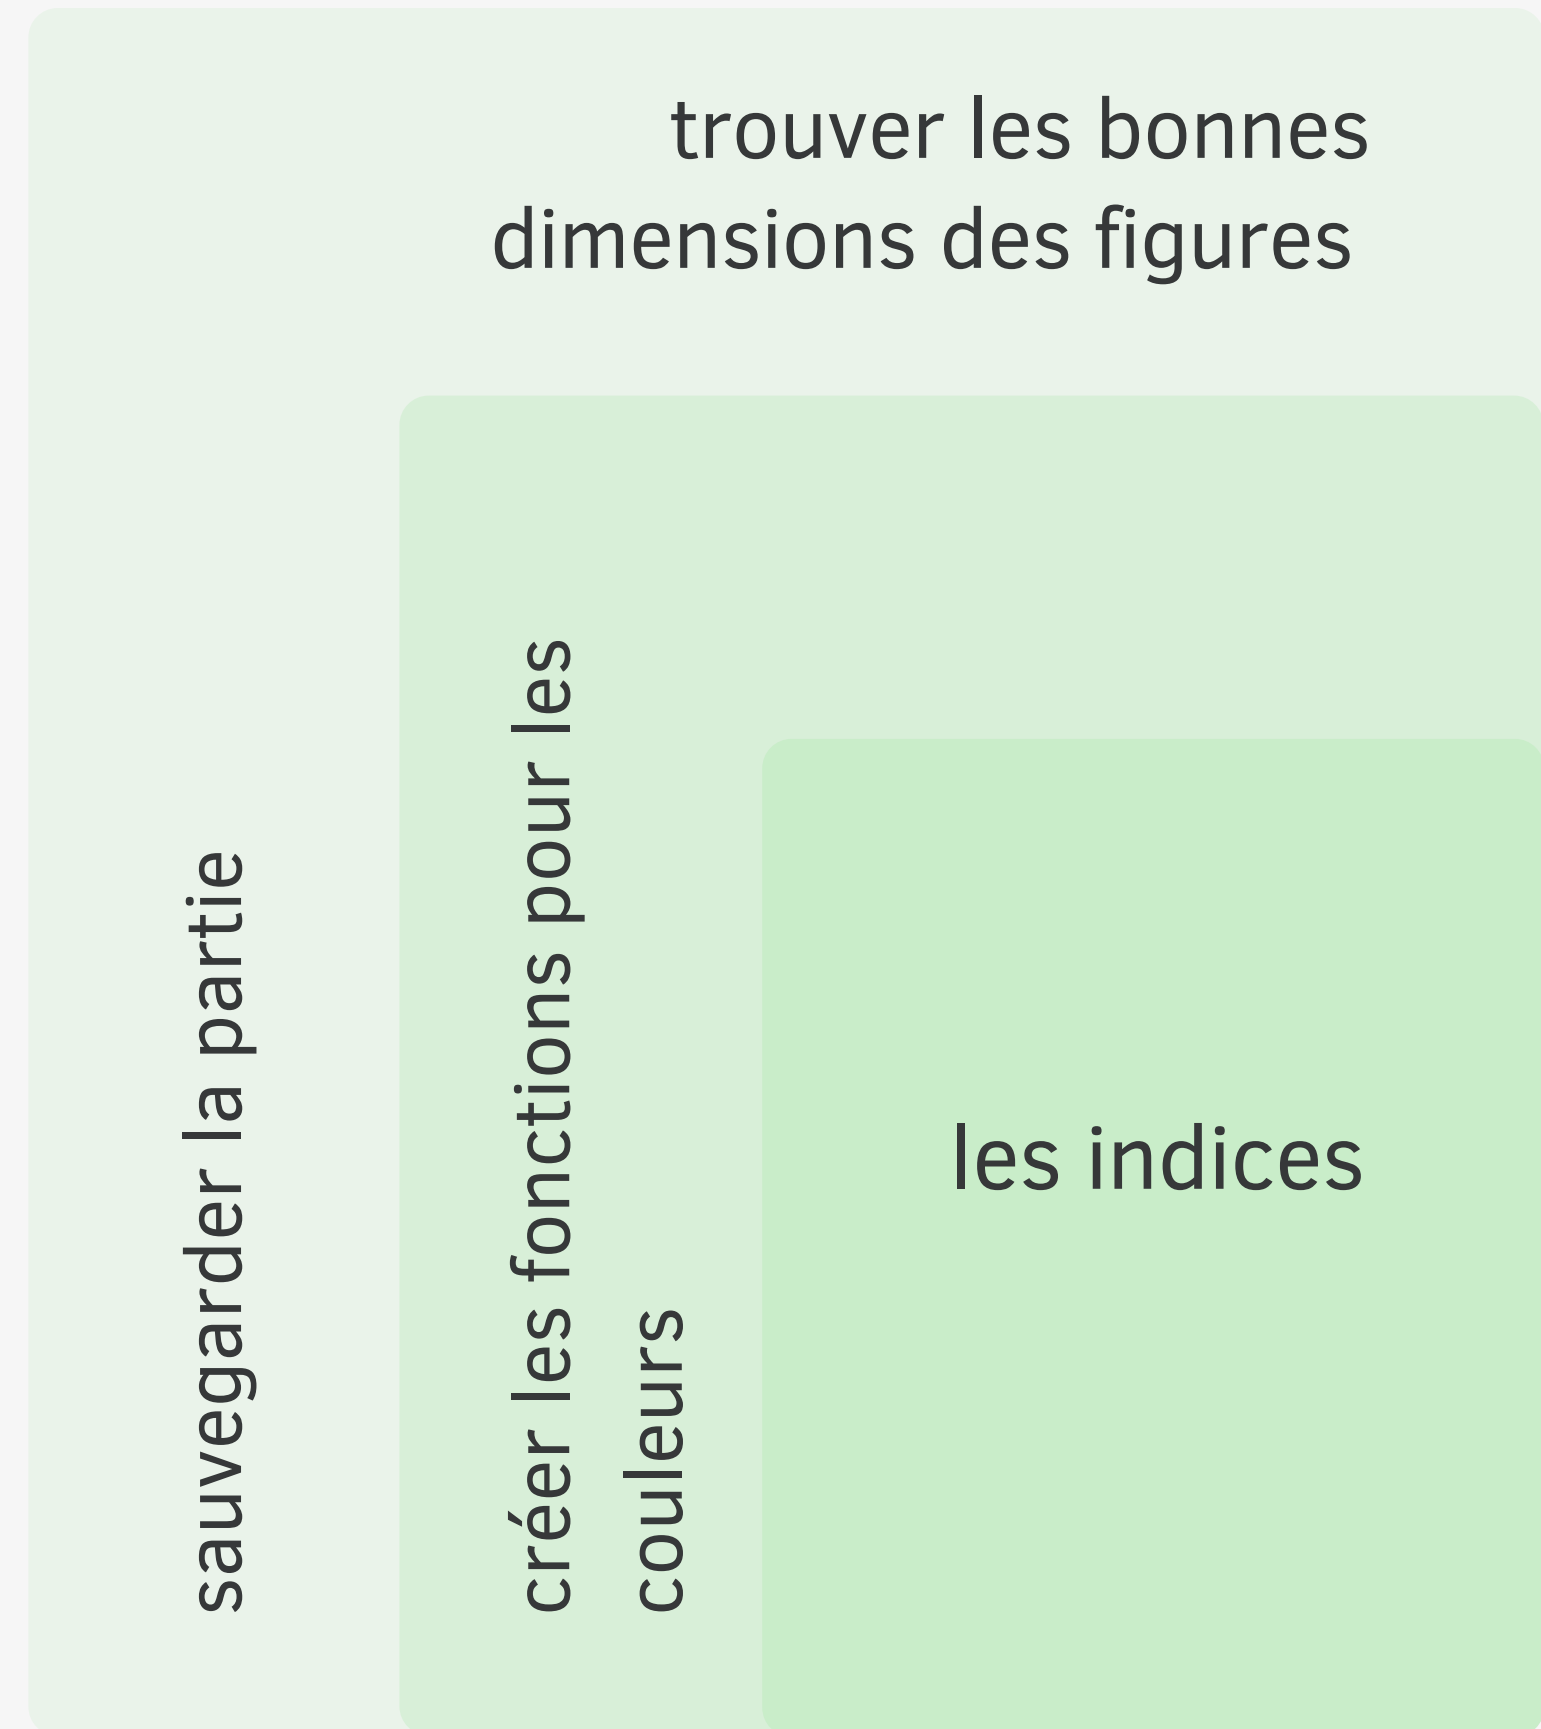 trouver les bonnes
dimensions des figures
sauvegarder la partie
créer les fonctions pour les
couleurs
les indices